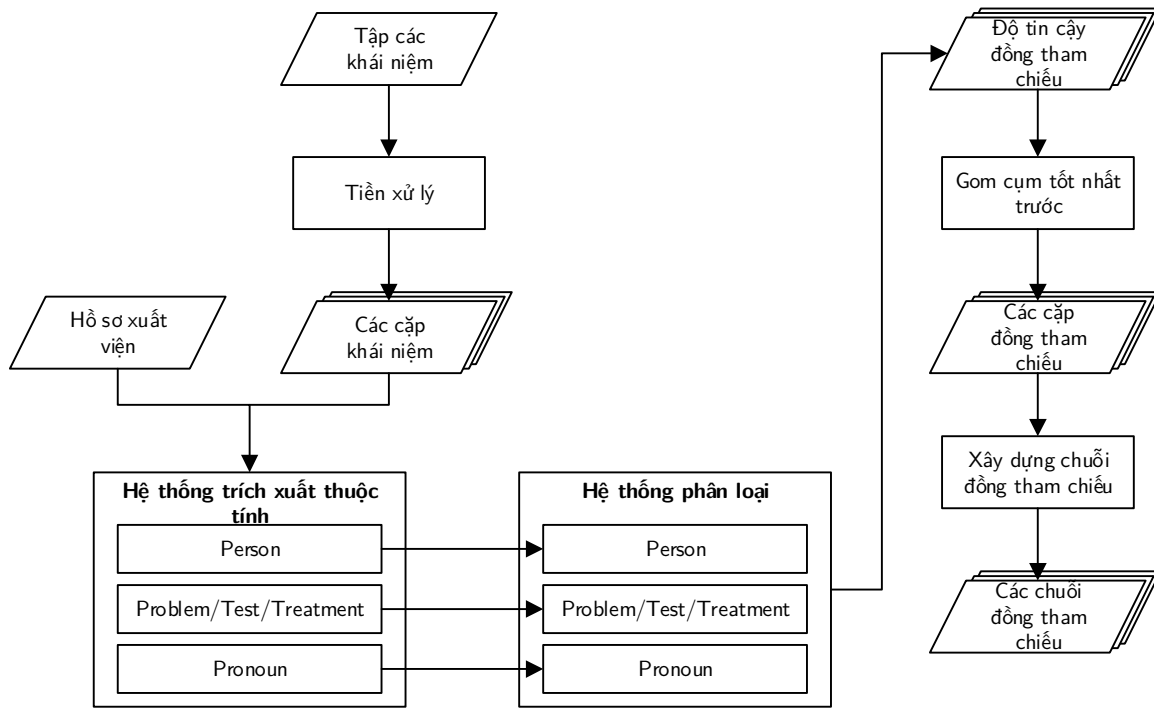 Tập các
khái niệm
Tiền xử lý
Hồ sơ xuất
viện
Các cặp
khái niệm
Hệ thống trích xuất thuộc
tính
Person
Problem/Test/Treatment
Pronoun
Hệ thống phân loại
Person
Problem/Test/Treatment
Pronoun
Độ tin cậy
đồng tham
chiếu
Gom cụm tốt nhất
trước
Các cặp
đồng tham
chiếu
Xây dựng chuỗi
đồng tham chiếu
Các chuỗi
đồng tham
chiếu